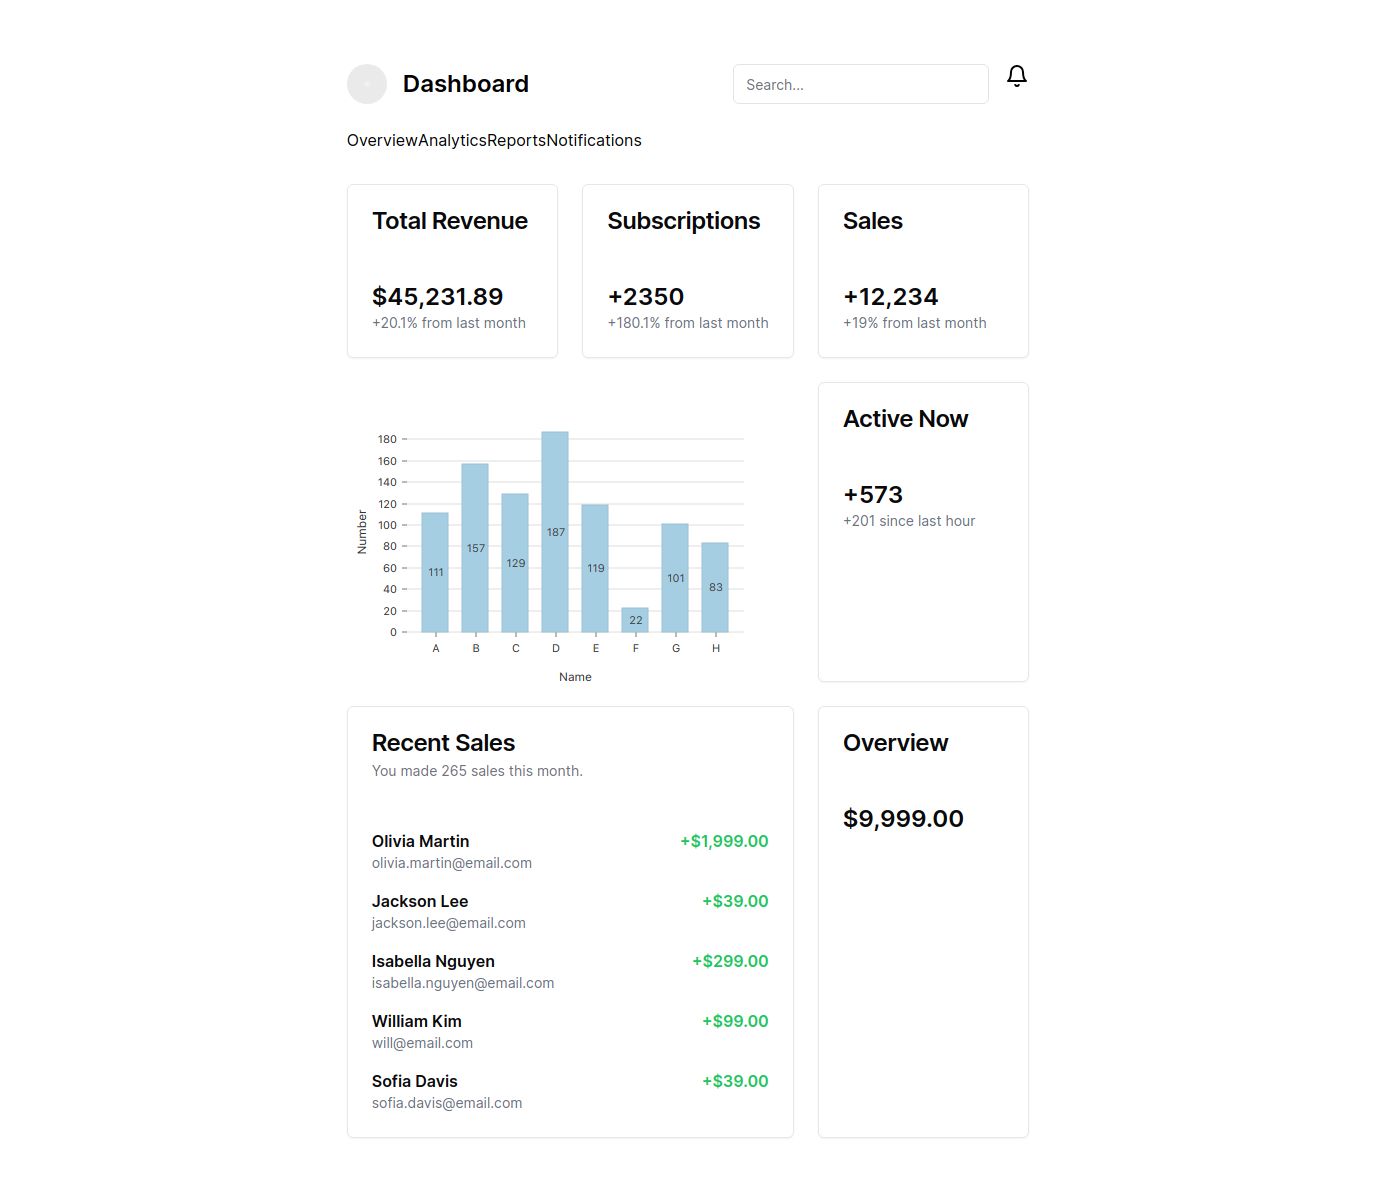 Dashboard
Search...
OverviewAnalyticsReportsNotifications
Total Revenue
$45,231.89
+20.1% from last month
Subscriptions
+2350
+180.1% from last month
Sales
+12,234
+19% from last month
Number
180
160
140
120
100
80
60
40
20
0
111
157
129
187
119
22
101
83
A B C D E F G H
Name
Active Now
+573
+201 since last hour
Recent Sales
You made 265 sales this month.
Olivia Martin +$1,999.00
olivia.martin@email.com
Jackson Lee +$39.00
jackson.lee@email.com
Isabella Nguyen +$299.00
isabella.nguyen@email.com
William Kim +$99.00
will@email.com
Sofia Davis +$39.00
sofia.davis@email.com
Overview
$9,999.00